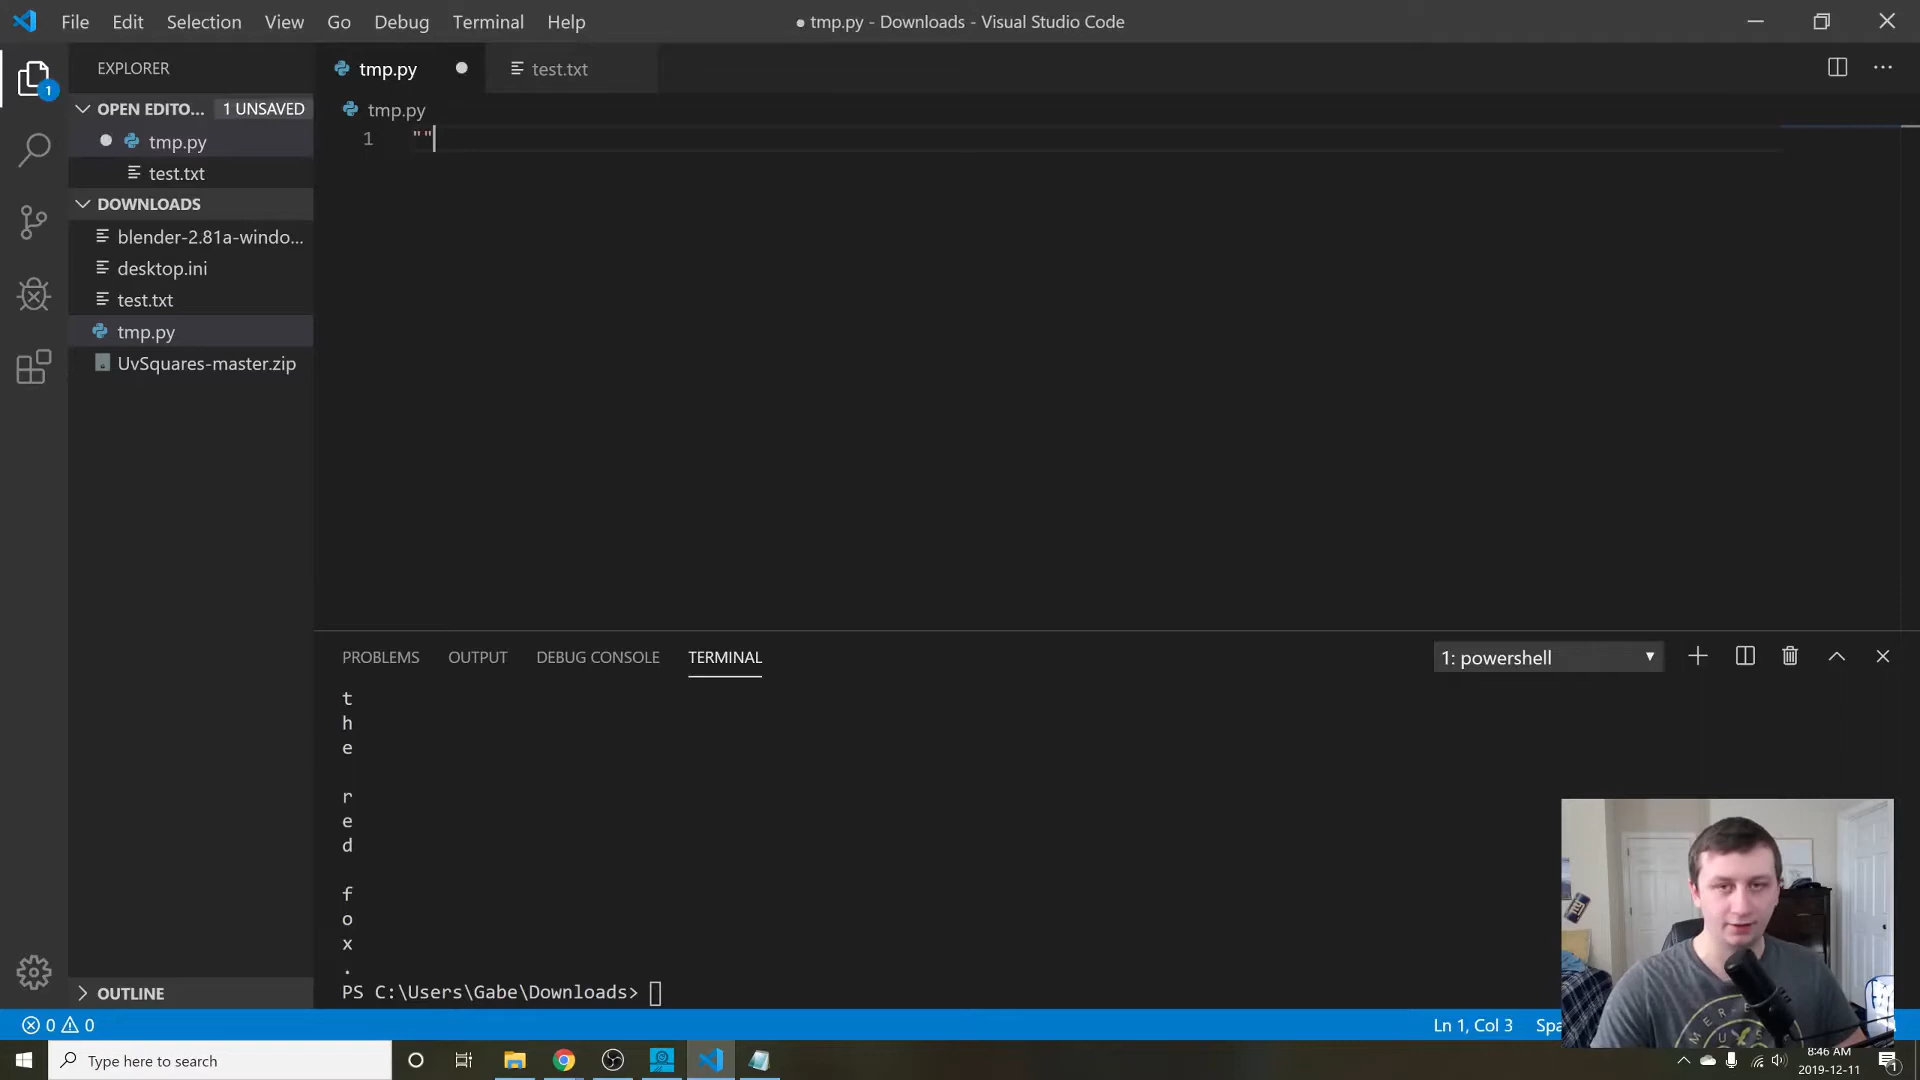 File Edit Selection View Go Debug Terminal Help
● tmp.py - Downloads - Visual Studio Code
EXPLORER
OPEN EDITO... 1 UNSAVED
tmp.py
test.txt
DOWNLOADS
blender-2.81a-windo...
desktop.ini
test.txt
tmp.py
UvSquares-master.zip
OUTLINE
tmp.py
test.txt
tmp.py
1 ""
PROBLEMS OUTPUT DEBUG CONSOLE TERMINAL
1: powershell
t
h
e
r
e
d
f
o
x
.
PS C:\Users\Gabe\Downloads>
0 0
Ln 1, Col 3 Spa
Type here to search
8:46 AM
2019-12-11
1
1